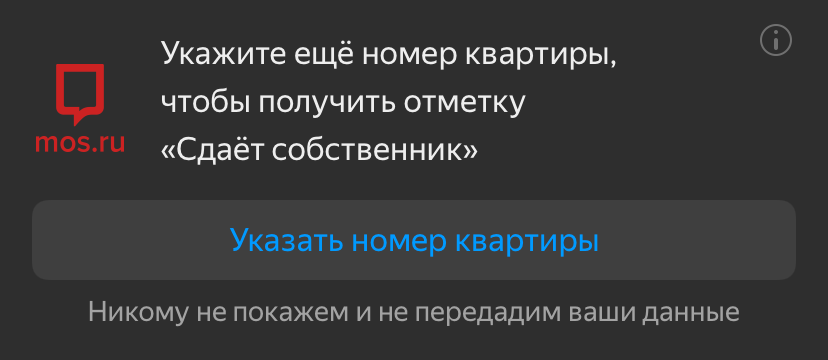 Укажите ещё номер квартиры,
чтобы получить отметку
«Сдаёт собственник»
mos.ru
Указать номер квартиры
Никому не покажем и не передадим ваши данные